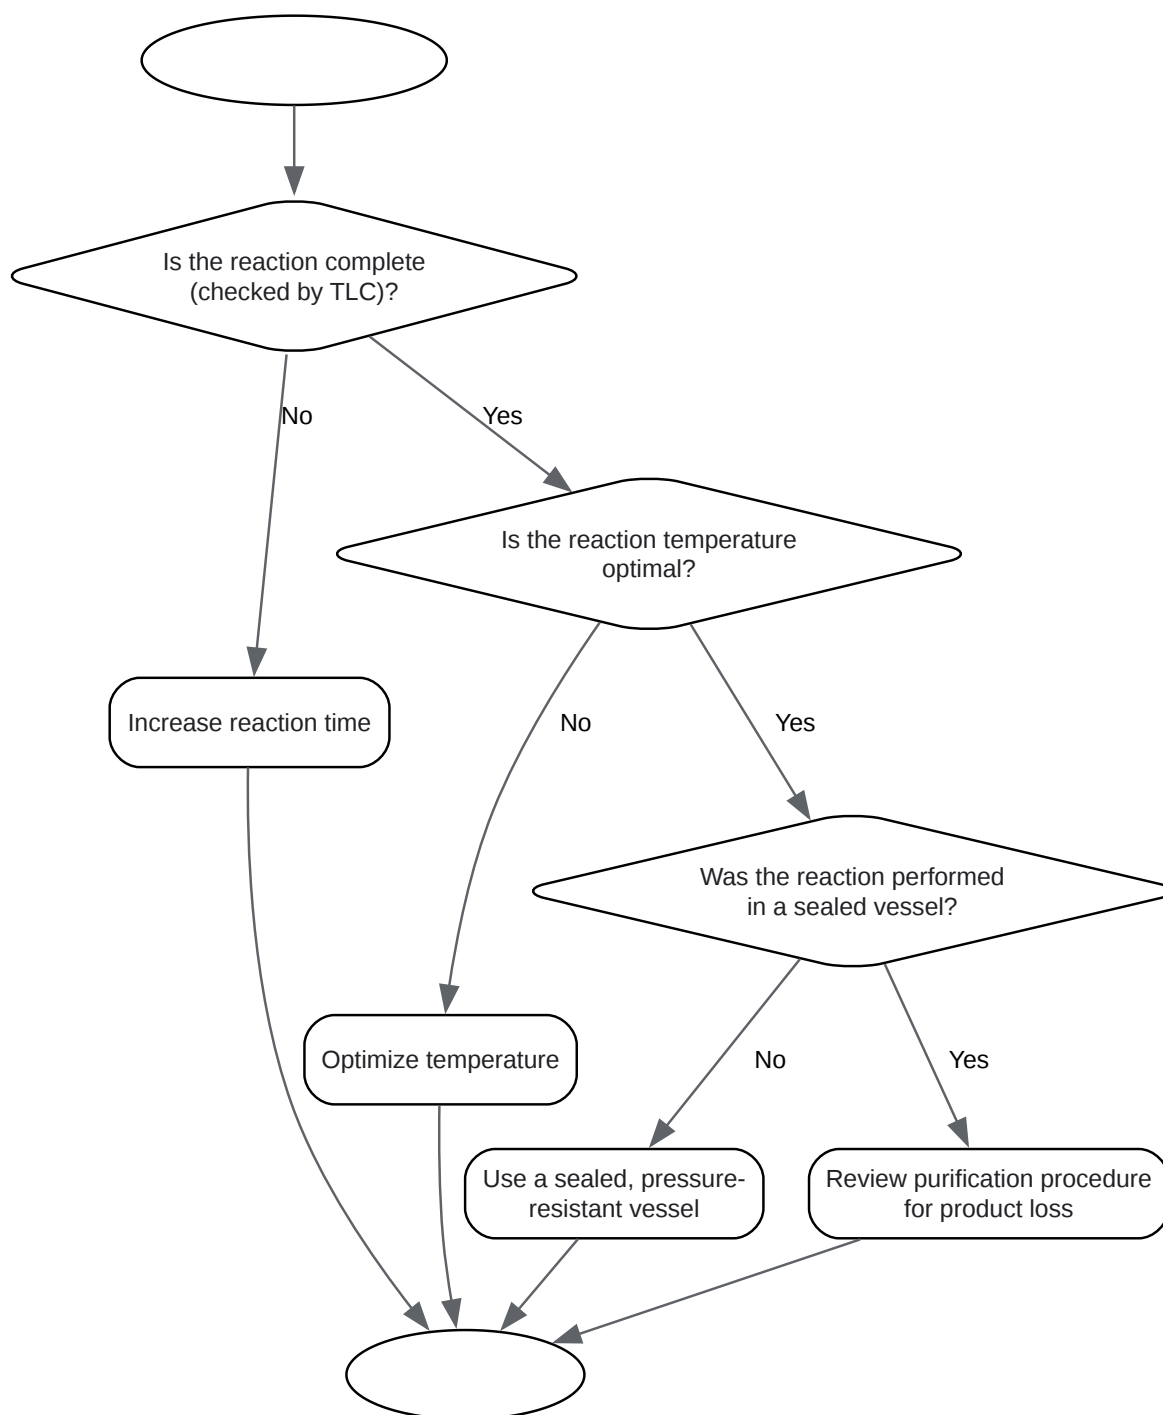 Is the reaction complete
(checked by TLC)?
No
Yes
Is the reaction temperature
optimal?
Increase reaction time
No
Yes
Was the reaction performed
in a sealed vessel?
Optimize temperature
No
Yes
Use a sealed, pressure-
resistant vessel
Review purification procedure
for product loss